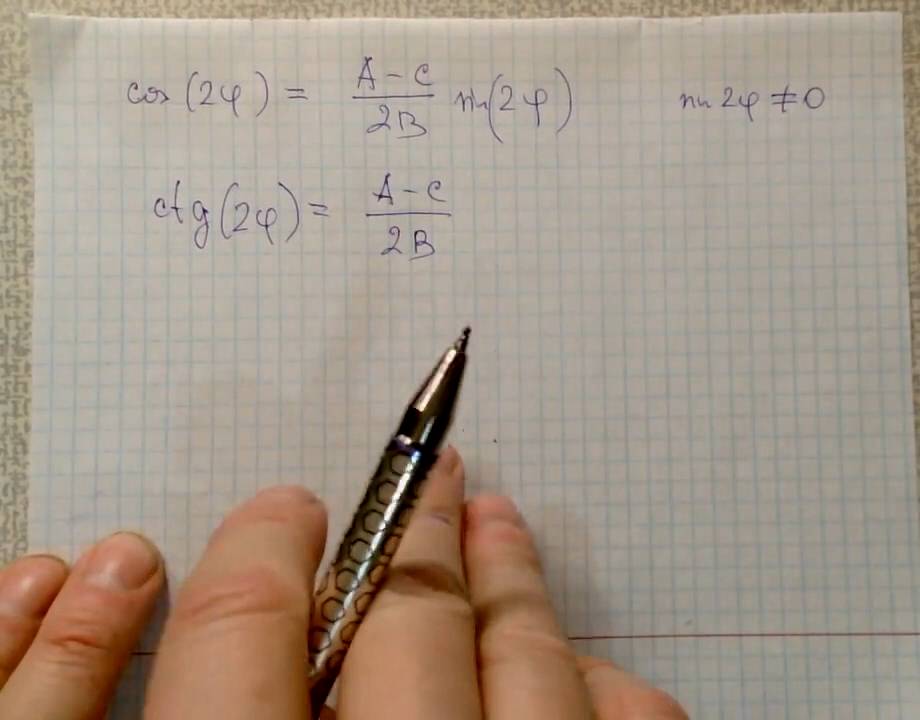 cos (2φ) = A - C / 2B sin(2φ) sin 2φ ≠ 0
ctg(2φ) = A - C / 2B